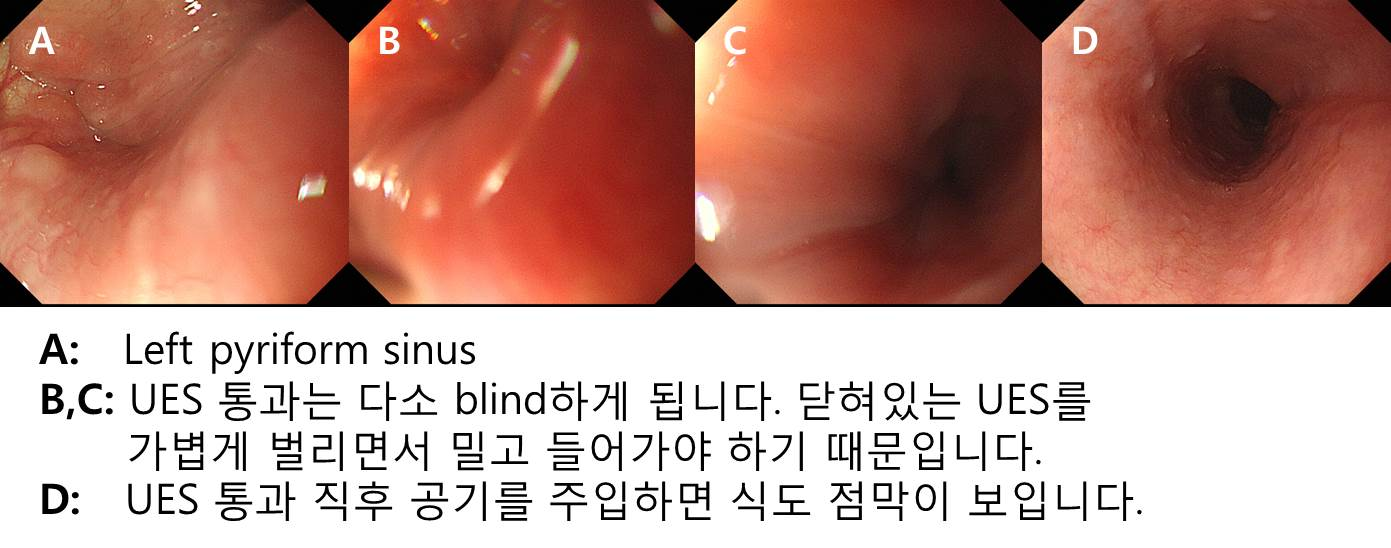 A B C D
A: Left pyriform sinus
B,C: UES 통과는 다소 blind하게 됩니다. 닫혀있는 UES를
가볍게 벌리면서 밀고 들어가야 하기 때문입니다.
D: UES 통과 직후 공기를 주입하면 식도 점막이 보입니다.